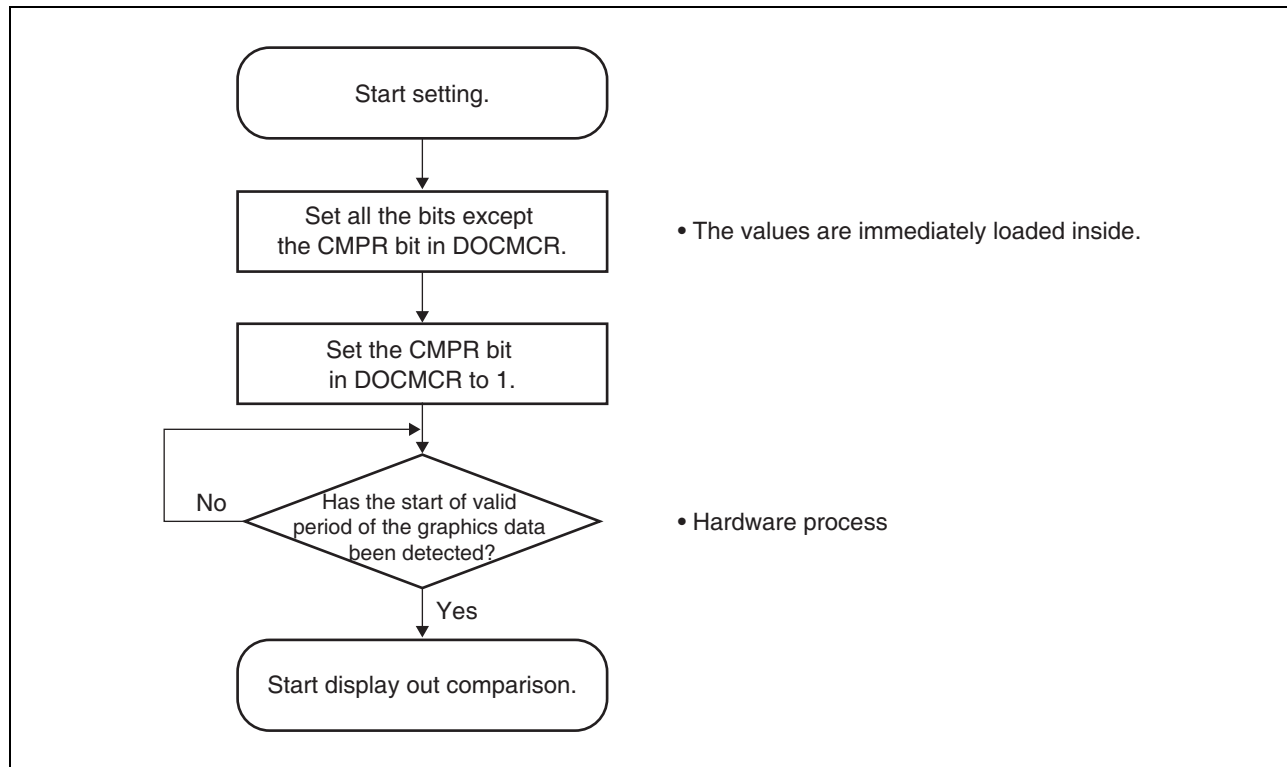 Start setting.
Set all the bits except
the CMPR bit in DOCMCR.
• The values are immediately loaded inside.
Set the CMPR bit
in DOCMCR to 1.
No
Has the start of valid
period of the graphics data
been detected?
• Hardware process
Yes
Start display out comparison.